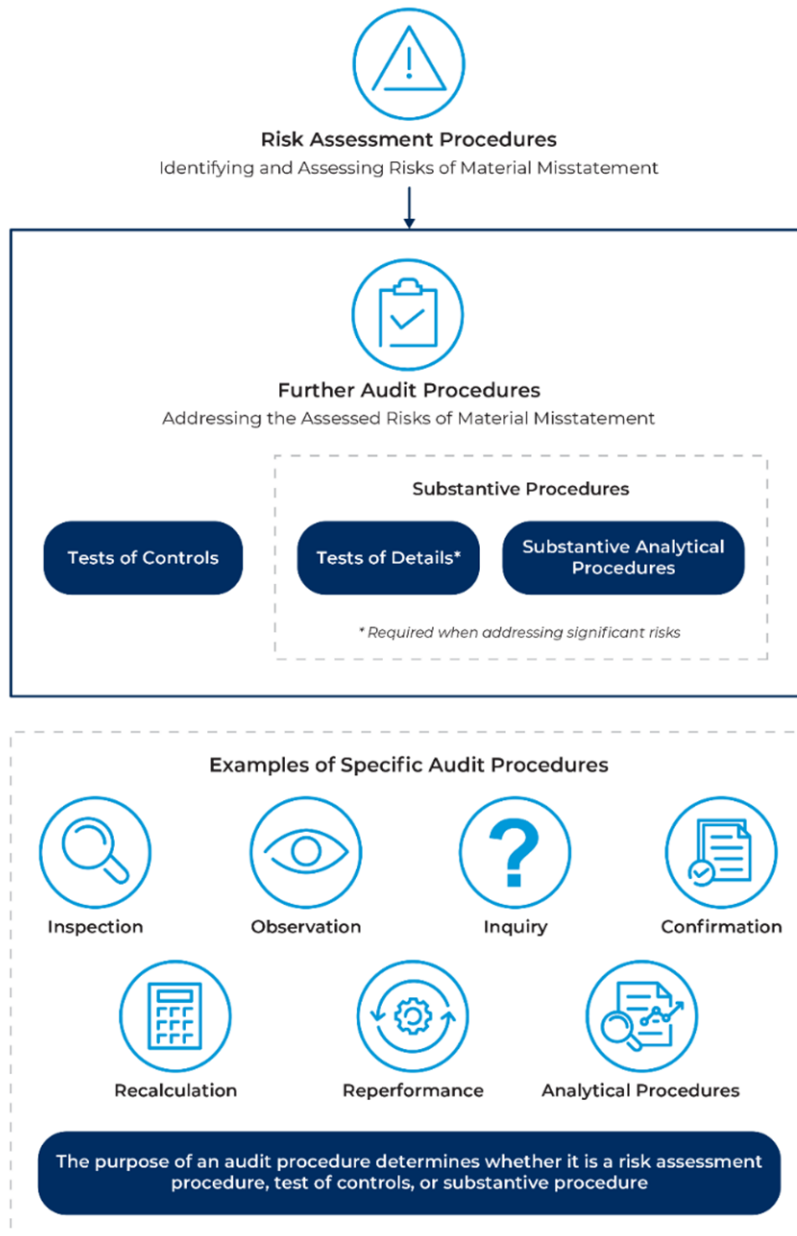 Risk Assessment Procedures
Identifying and Assessing Risks of Material Misstatement
Further Audit Procedures
Addressing the Assessed Risks of Material Misstatement
Substantive Procedures
Tests of Controls
Tests of Details*
Substantive Analytical
Procedures
* Required when addressing significant risks
Examples of Specific Audit Procedures
Inspection
Observation
Inquiry
Confirmation
Recalculation
Reperformance
Analytical Procedures
The purpose of an audit procedure determines whether it is a risk assessment
procedure, test of controls, or substantive procedure